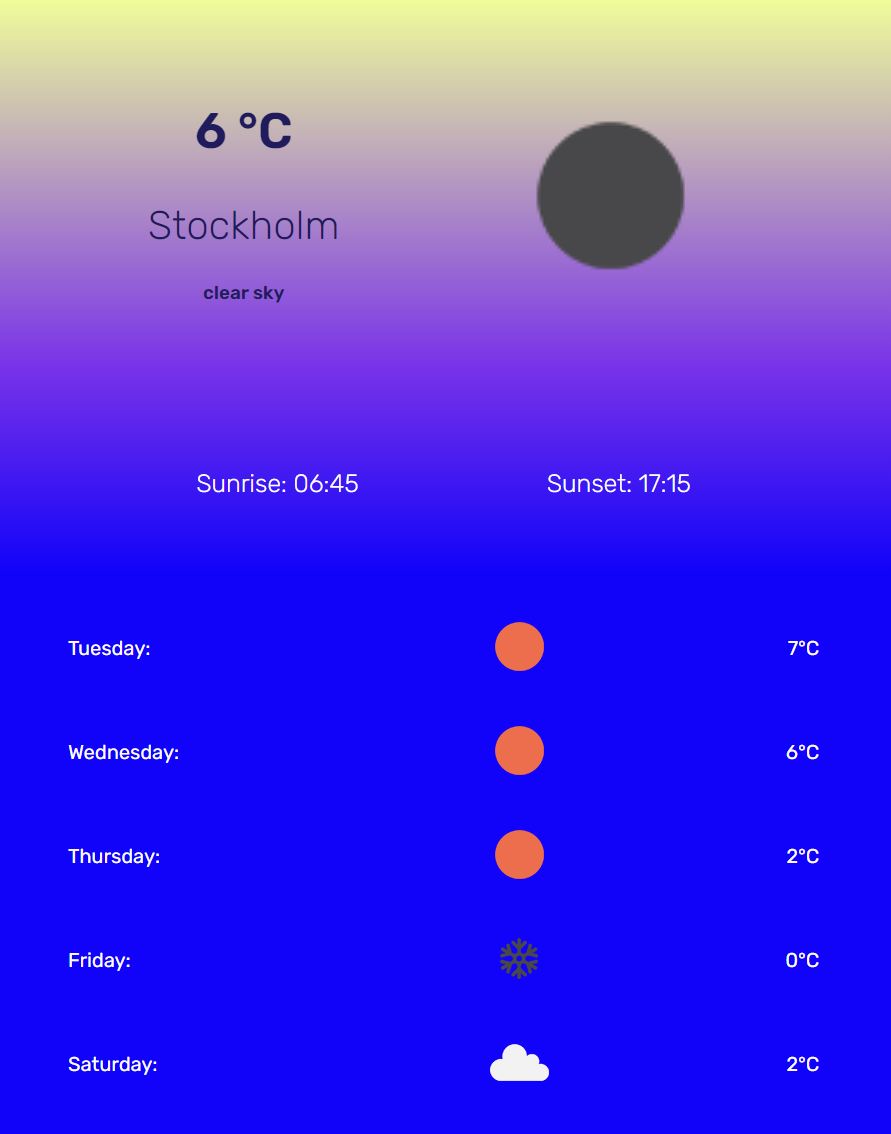 6 °C
Stockholm
clear sky
Sunrise: 06:45 Sunset: 17:15
Tuesday: 7°C
Wednesday: 6°C
Thursday: 2°C
Friday: 0°C
Saturday: 2°C